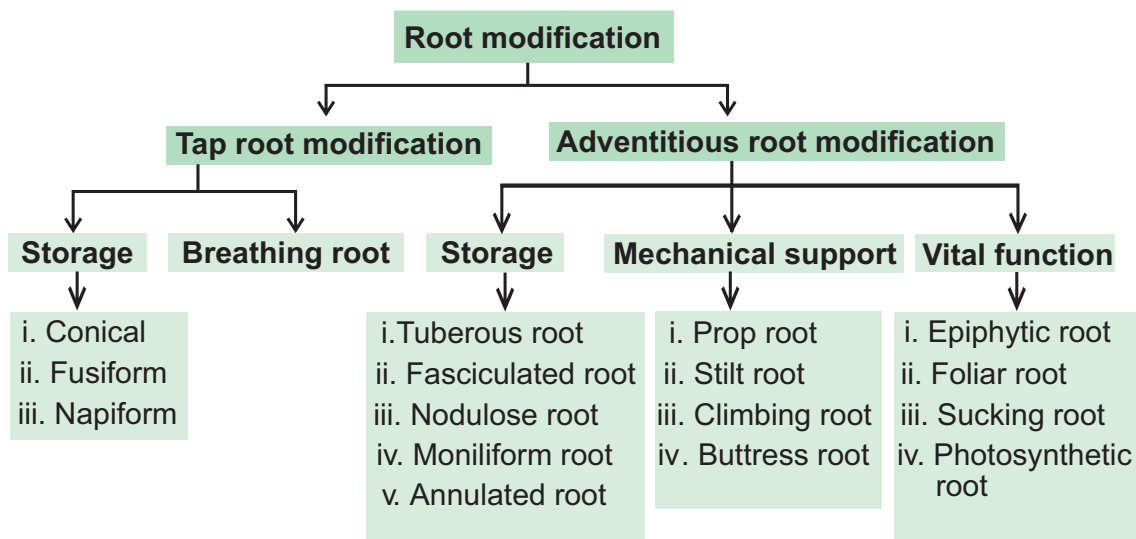 Root modification
Tap root modification
Adventitious root modification
Storage
Breathing root
Storage
Mechanical support
Vital function
i. Conical
ii. Fusiform
iii. Napiform
i.Tuberous root
ii. Fasciculated root
iii. Nodulose root
iv. Moniliform root
v. Annulated root
i. Prop root
ii. Stilt root
iii. Climbing root
iv. Buttress root
i. Epiphytic root
ii. Foliar root
iii. Sucking root
iv. Photosynthetic
root